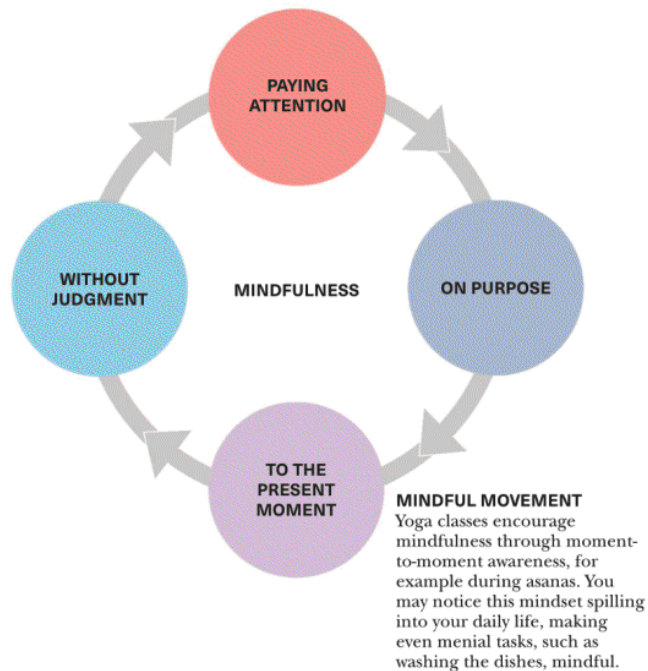 PAYING
ATTENTION
WITHOUT
JUDGMENT
MINDFULNESS
ON PURPOSE
TO THE
PRESENT
MOMENT
MINDFUL MOVEMENT
Yoga classes encourage
mindfulness through moment-
to-moment awareness, for
example during asanas. You
may notice this mindset spilling
into your daily life, making
even menial tasks, such as
washing the dishes, mindful.